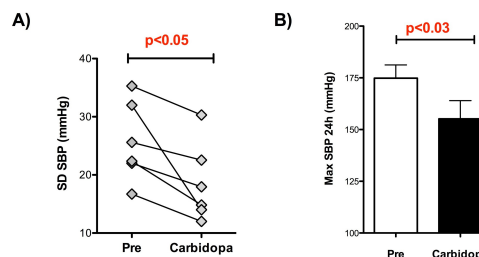 A)
p<0.05
SD SBP (mmHg)
40
30
20
10
Pre Carbidopa
B)
p<0.03
Max SBP 24h (mmHg)
200
175
150
125
100
Pre Carbidopa